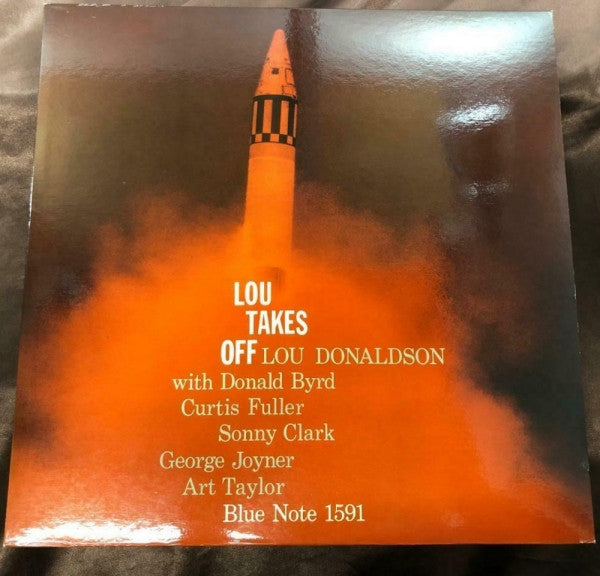 LOU
TAKES
OFF LOU DONALDSON
with Donald Byrd
Curtis Fuller
Sonny Clark
George Joyner
Art Taylor
Blue Note 1591